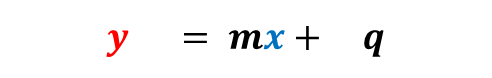 y = mx + q